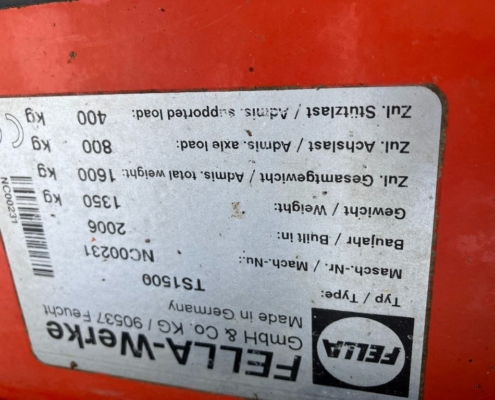 FELLA
FELLA-Werke
GmbH & Co. KG / 90537 Feucht
Made in Germany
Typ / Type: TS1500
Masch.-Nr. / Mach.-Nu.: NC00231
Baujahr / Built in: 2006
Gewicht / Weight: 1350 kg
Zul. Gesamtgewicht / Admis. total weight: 1600 kg
Zul. Achslast / Admis. axle load: 800 kg
Zul. Stützlast / Admis. supported load: 400 kg
NC00231
CE